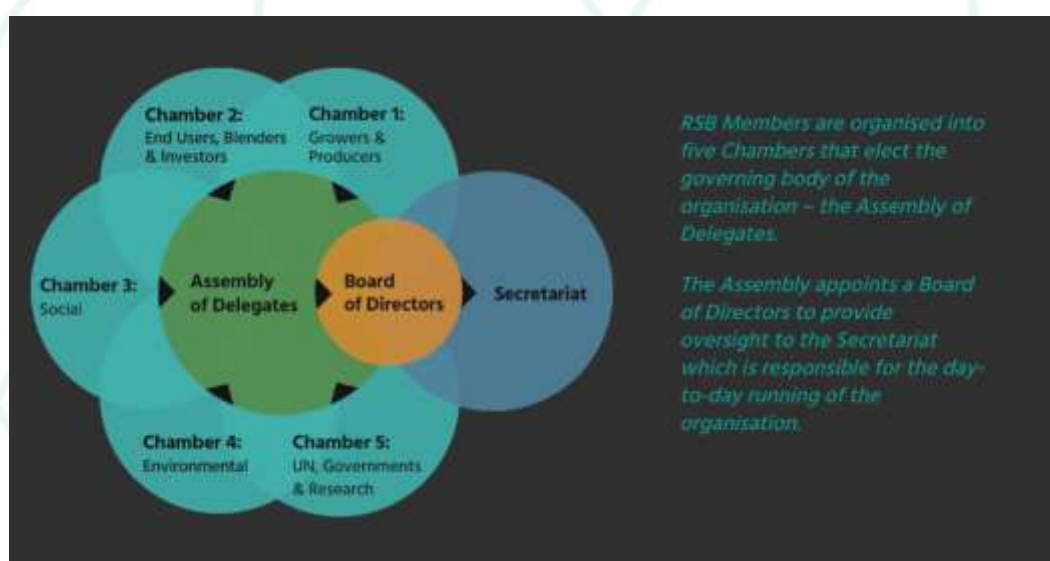 Chamber 2:
End Users, Blenders
& Investors
Chamber 1:
Growers &
Producers
Chamber 3:
Social
Assembly
of Delegates
Board
of Directors
Secretariat
Chamber 4:
Environmental
Chamber 5:
UN, Governments
& Research
RSB Members are organised into
five Chambers that elect the
governing body of the
organisation – the Assembly of
Delegates.
The Assembly appoints a Board
of Directors to provide
oversight to the Secretariat
which is responsible for the day-
to-day running of the
organisation.